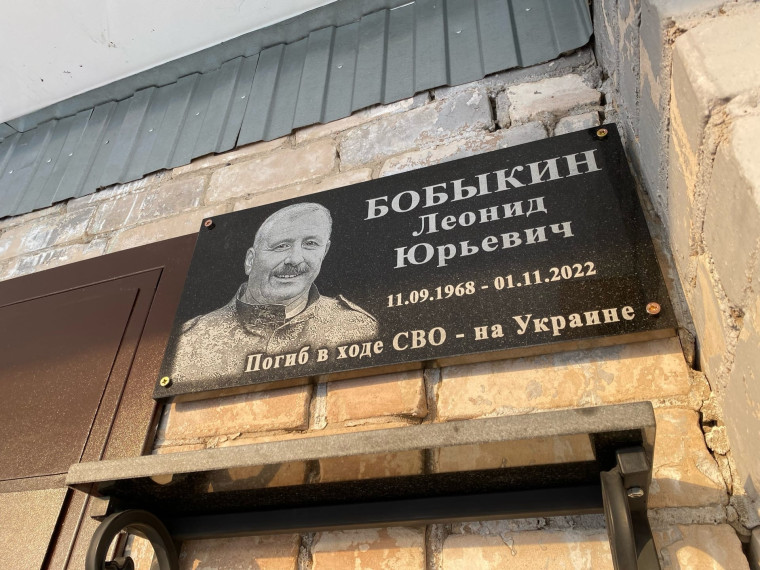 БОБЫКИН
Леонид
Юрьевич
11.09.1968 - 01.11.2022
Погиб в ходе СВО - на Украине